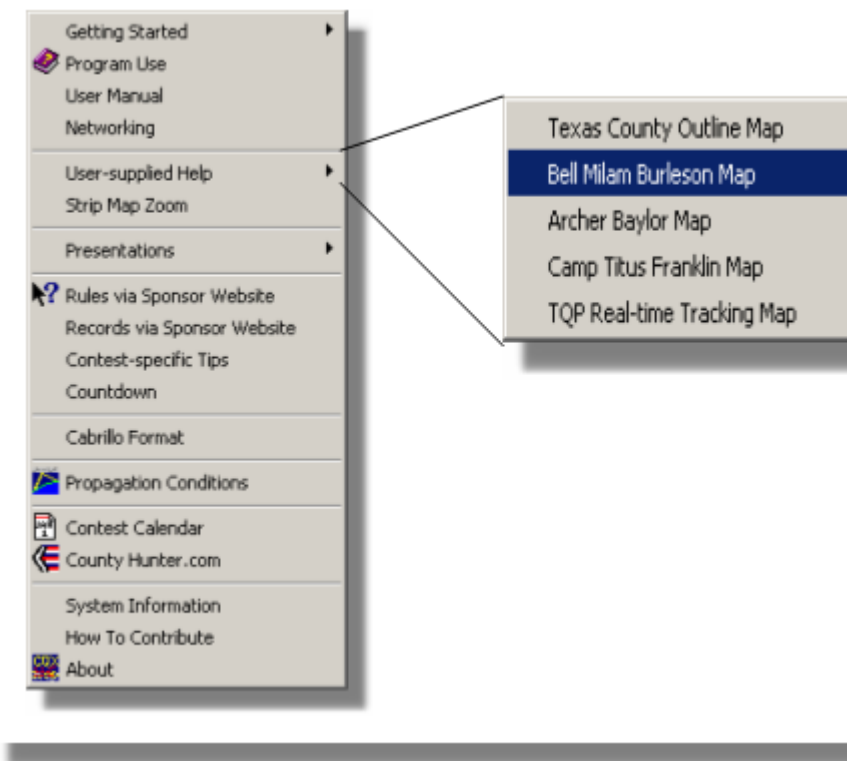 Getting Started
Program Use
User Manual
Networking
User-supplied Help
Strip Map Zoom
Presentations
Rules via Sponsor Website
Records via Sponsor Website
Contest-specific Tips
Countdown
Cabrillo Format
Propagation Conditions
Contest Calendar
County Hunter.com
System Information
How To Contribute
About
Texas County Outline Map
Bell Milam Burleson Map
Archer Baylor Map
Camp Titus Franklin Map
TQP Real-time Tracking Map